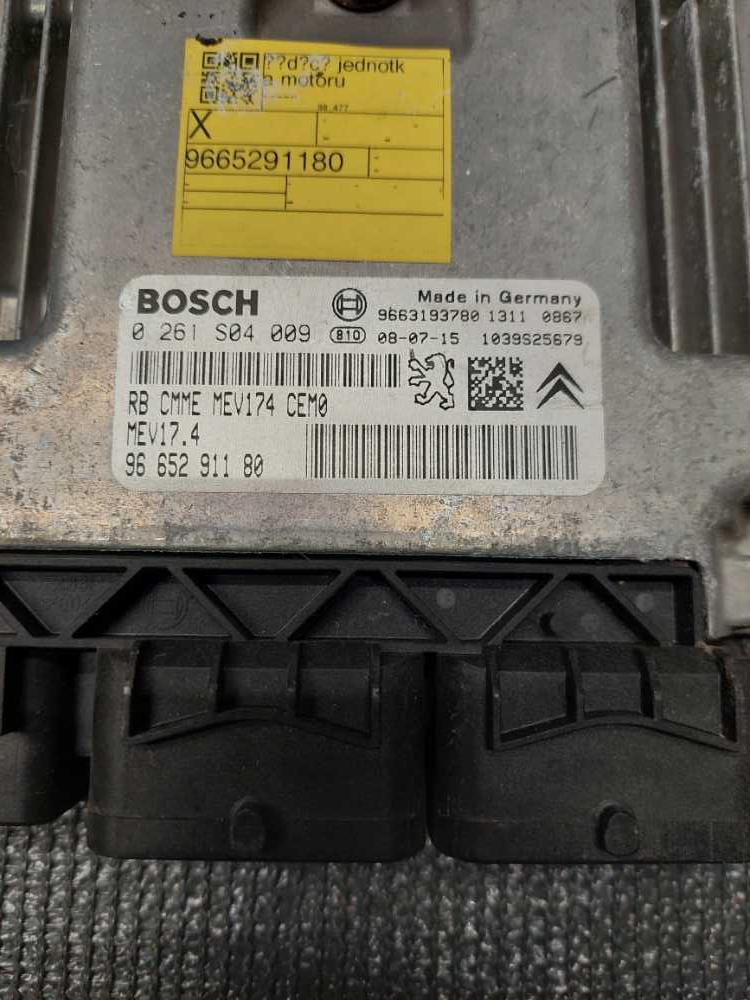 ??d?c? jednotk
a motoru
98_477
X
9665291180
BOSCH
Made in Germany
9663193780 1311 0867
0 261 S04 009
810
08-07-15 1039S25679
RB CMME MEV174 CEM0
MEV17.4
96 652 911 80